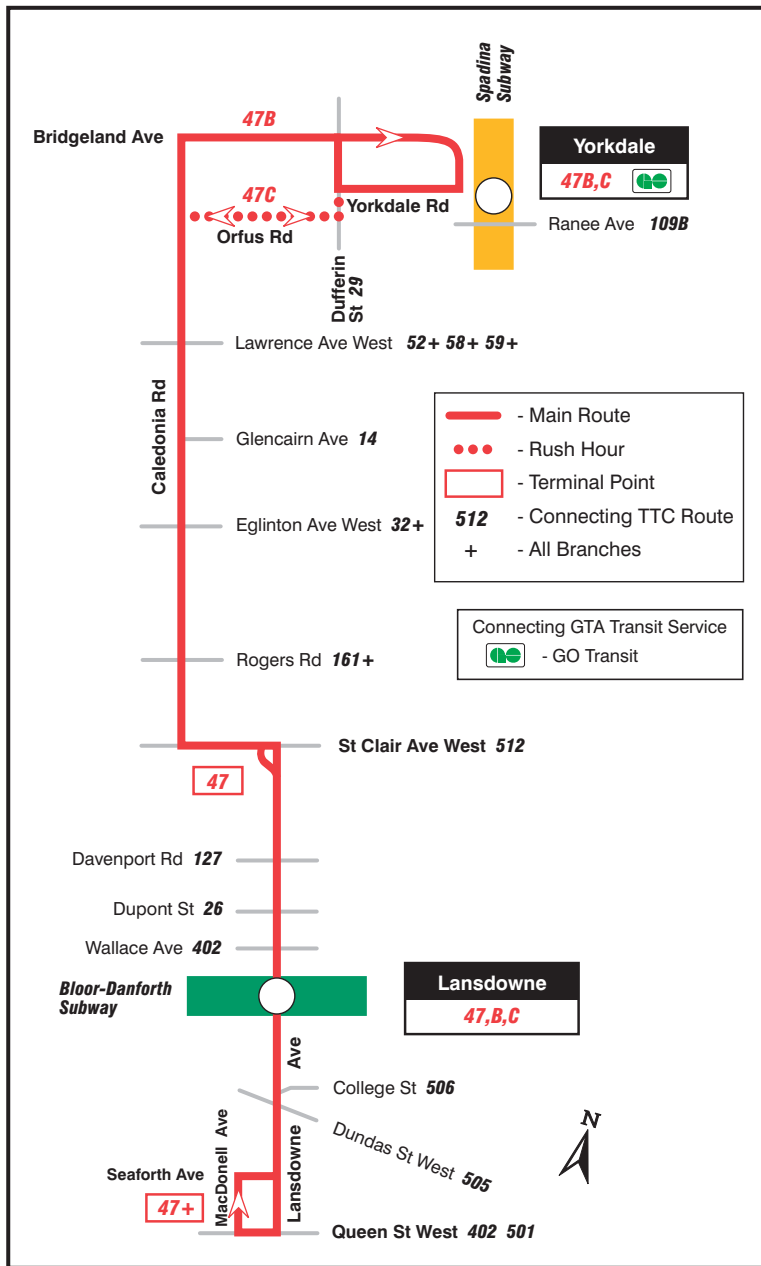 Spadina
Subway
47B
Bridgeland Ave
Yorkdale
47B,C
47C
Yorkdale Rd
Orfus Rd
Ranee Ave 109B
Dufferin
St 29
Lawrence Ave West 52+ 58+ 59+
Caledonia Rd
Glencairn Ave 14
Eglinton Ave West 32+
- Main Route
- Rush Hour
- Terminal Point
512 - Connecting TTC Route
+ - All Branches
Connecting GTA Transit Service
- GO Transit
Rogers Rd 161+
St Clair Ave West 512
47
Davenport Rd 127
Dupont St 26
Wallace Ave 402
Bloor-Danforth
Subway
Lansdowne
47,B,C
Lansdowne Ave
College St 506
Dundas St West 505
MacDonell Ave
Seaforth Ave
47+
Queen St West 402 501
N